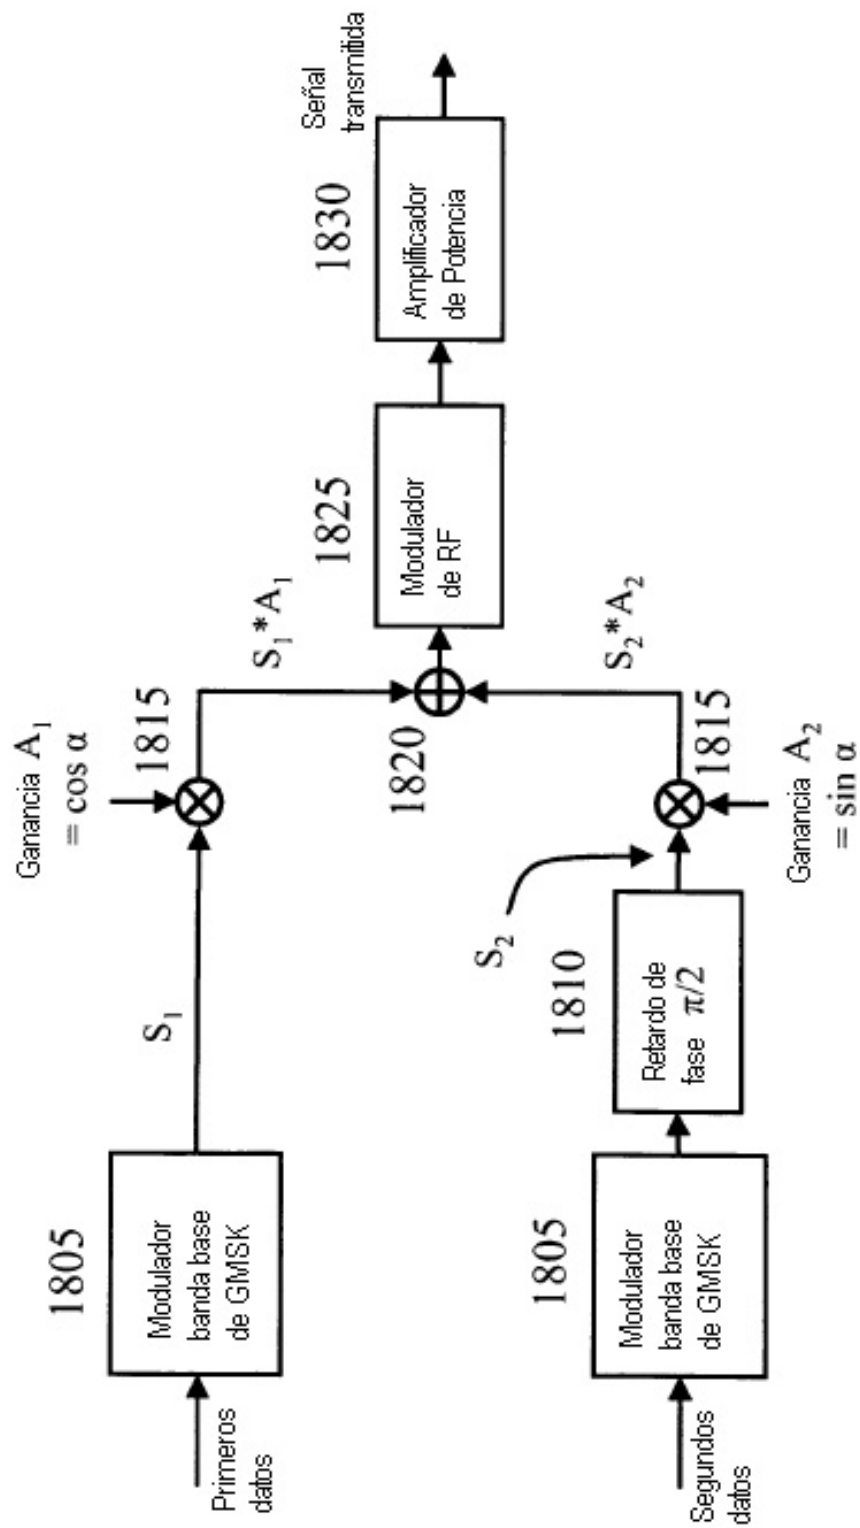 Primeros
datos
1805
Modulador
banda base
de GMSK
S₁
Ganancia A₁
= cos α
1815
S₁*A₁
Segundos
datos
1805
Modulador
banda base
de GMSK
1810
Retardo de
fase π/2
S₂
1815
Ganancia A₂
= sin α
S₂*A₂
1820
1825
Modulador
de RF
1830
Amplificador
de Potencia
Señal
transmitida